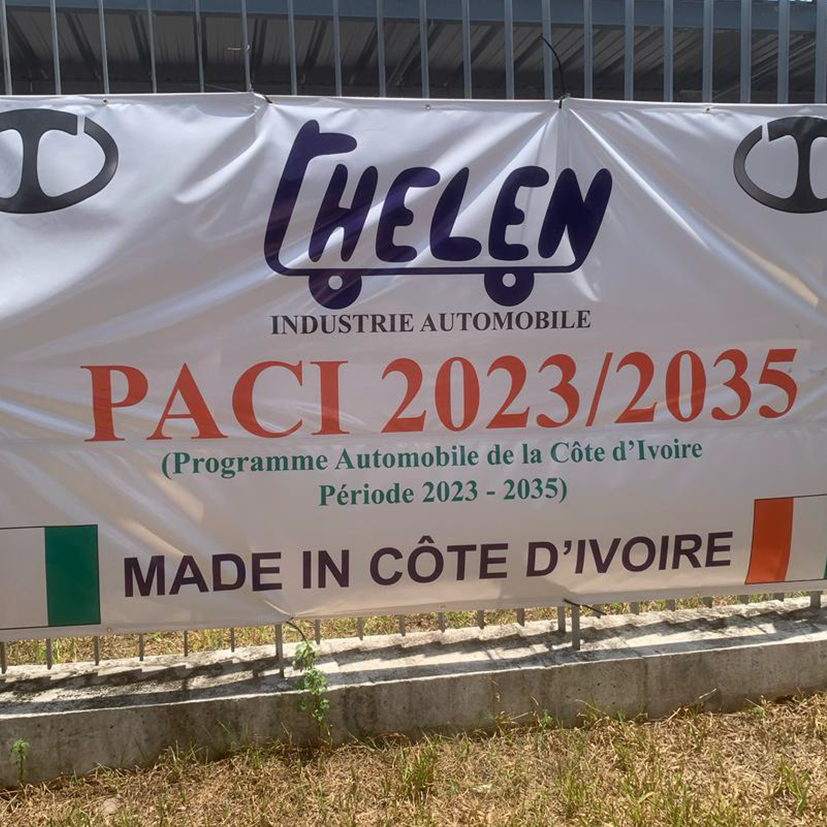 THELEN
INDUSTRIE AUTOMOBILE
PACI 2023/2035
(Programme Automobile de la Côte d'Ivoire
Période 2023 - 2035)
MADE IN CÔTE D'IVOIRE